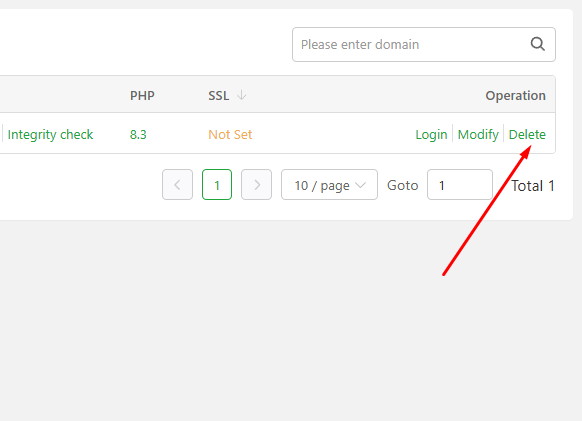 Please enter domain
PHP SSL Operation
Integrity check 8.3 Not Set Login Modify Delete
1 10 / page Goto 1 Total 1